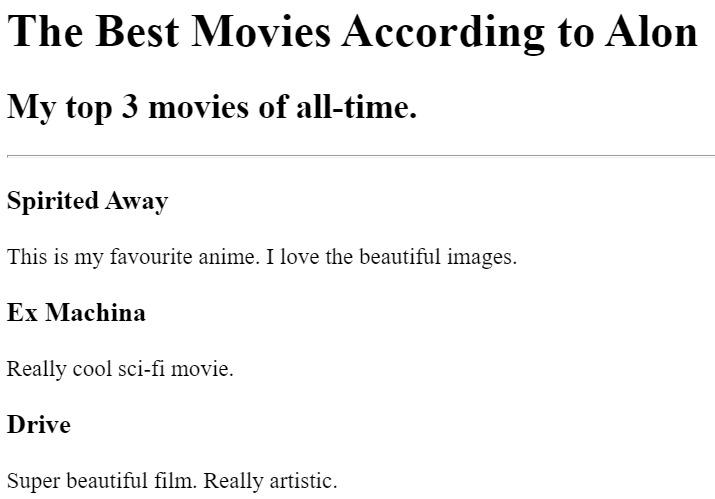 The Best Movies According to Alon
My top 3 movies of all-time.
Spirited Away
This is my favourite anime. I love the beautiful images.
Ex Machina
Really cool sci-fi movie.
Drive
Super beautiful film. Really artistic.